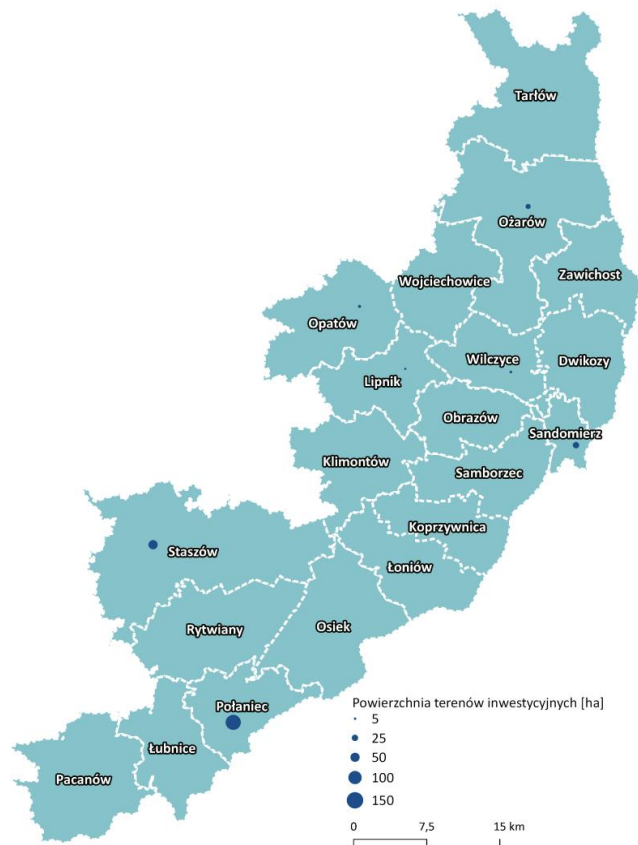 Tarłów
Ożarów
Wojciechowice
Zawichost
Opatów
Wilczyce
Dwikozy
Lipnik
Obrazów
Sandomierz
Klimontów
Samborzec
Koprzywnica
Staszów
Łoniów
Rytwiany
Osiek
Połaniec
Łubnice
Pacanów
Powierzchnia terenów inwestycyjnych [ha]
5
25
50
100
150
0 7,5 15 km